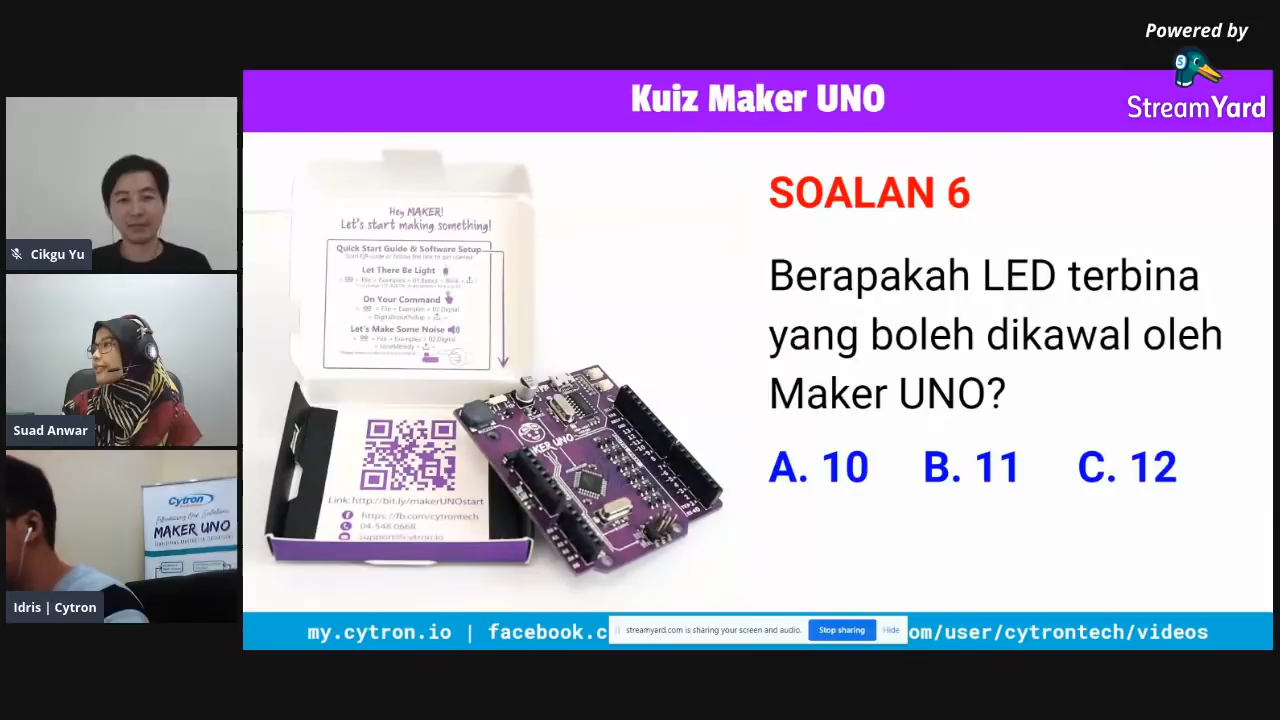 Powered by
StreamYard
Kuiz Maker UNO
Cikgu Yu
Suad Anwar
Idris | Cytron
Cytron
MAKER UNO
Hey MAKER!
Let's start making something!
Quick Start Guide & Software Setup
Let There Be Light
On Your Command
Let's Make Some Noise
Link: http://bit.ly/makerUNOstart
https://fb.com/cytrontech
04-548 0668
support@cytron.io
SOALAN 6
Berapakah LED terbina
yang boleh dikawal oleh
Maker UNO?
A. 10 B. 11 C. 12
my.cytron.io | facebook.c
om/user/cytrontech/videos
streamyard.com is sharing your screen and audio.
Stop sharing
Hide